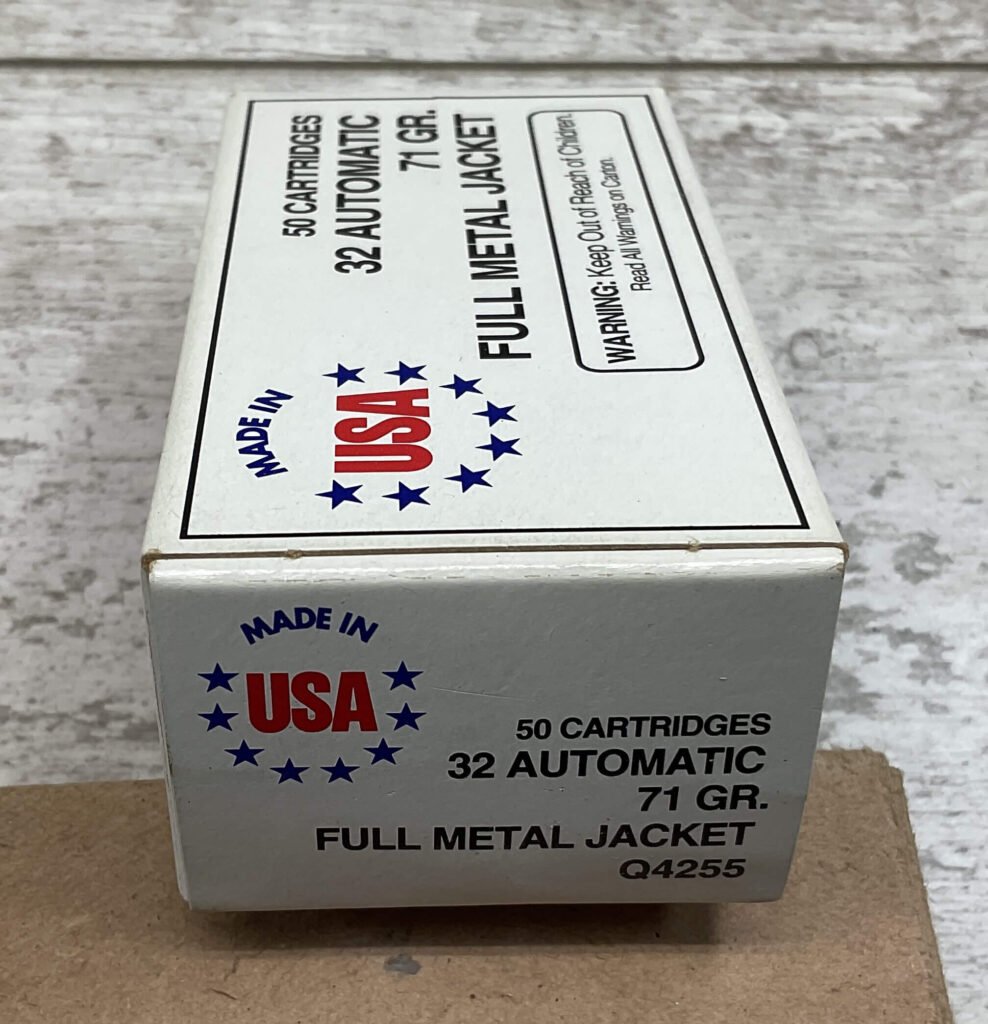 50 CARTRIDGES
32 AUTOMATIC
71 GR.
FULL METAL JACKET
WARNING: Keep Out of Reach of Children.
Read All Warnings on Carton.
MADE IN
USA
MADE IN
USA
50 CARTRIDGES
32 AUTOMATIC
71 GR.
FULL METAL JACKET
Q4255